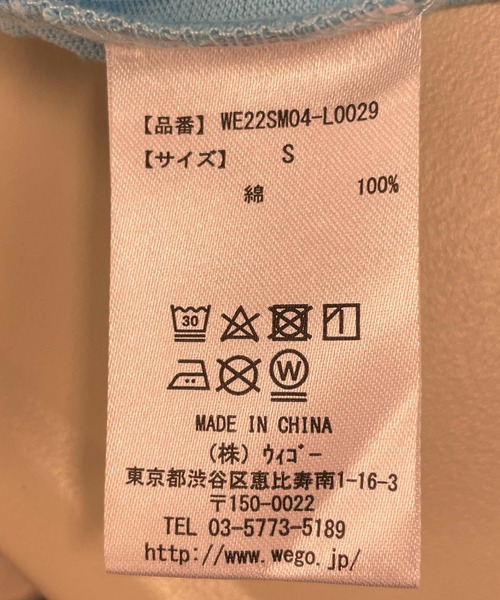 【品番】 WE22SM04-L0029
【サイズ】 S
綿 100%
30
W
MADE IN CHINA
(株) ウィゴー
東京都渋谷区恵比寿南1-16-3
〒150-0022
TEL 03-5773-5189
http://www.wego.jp/